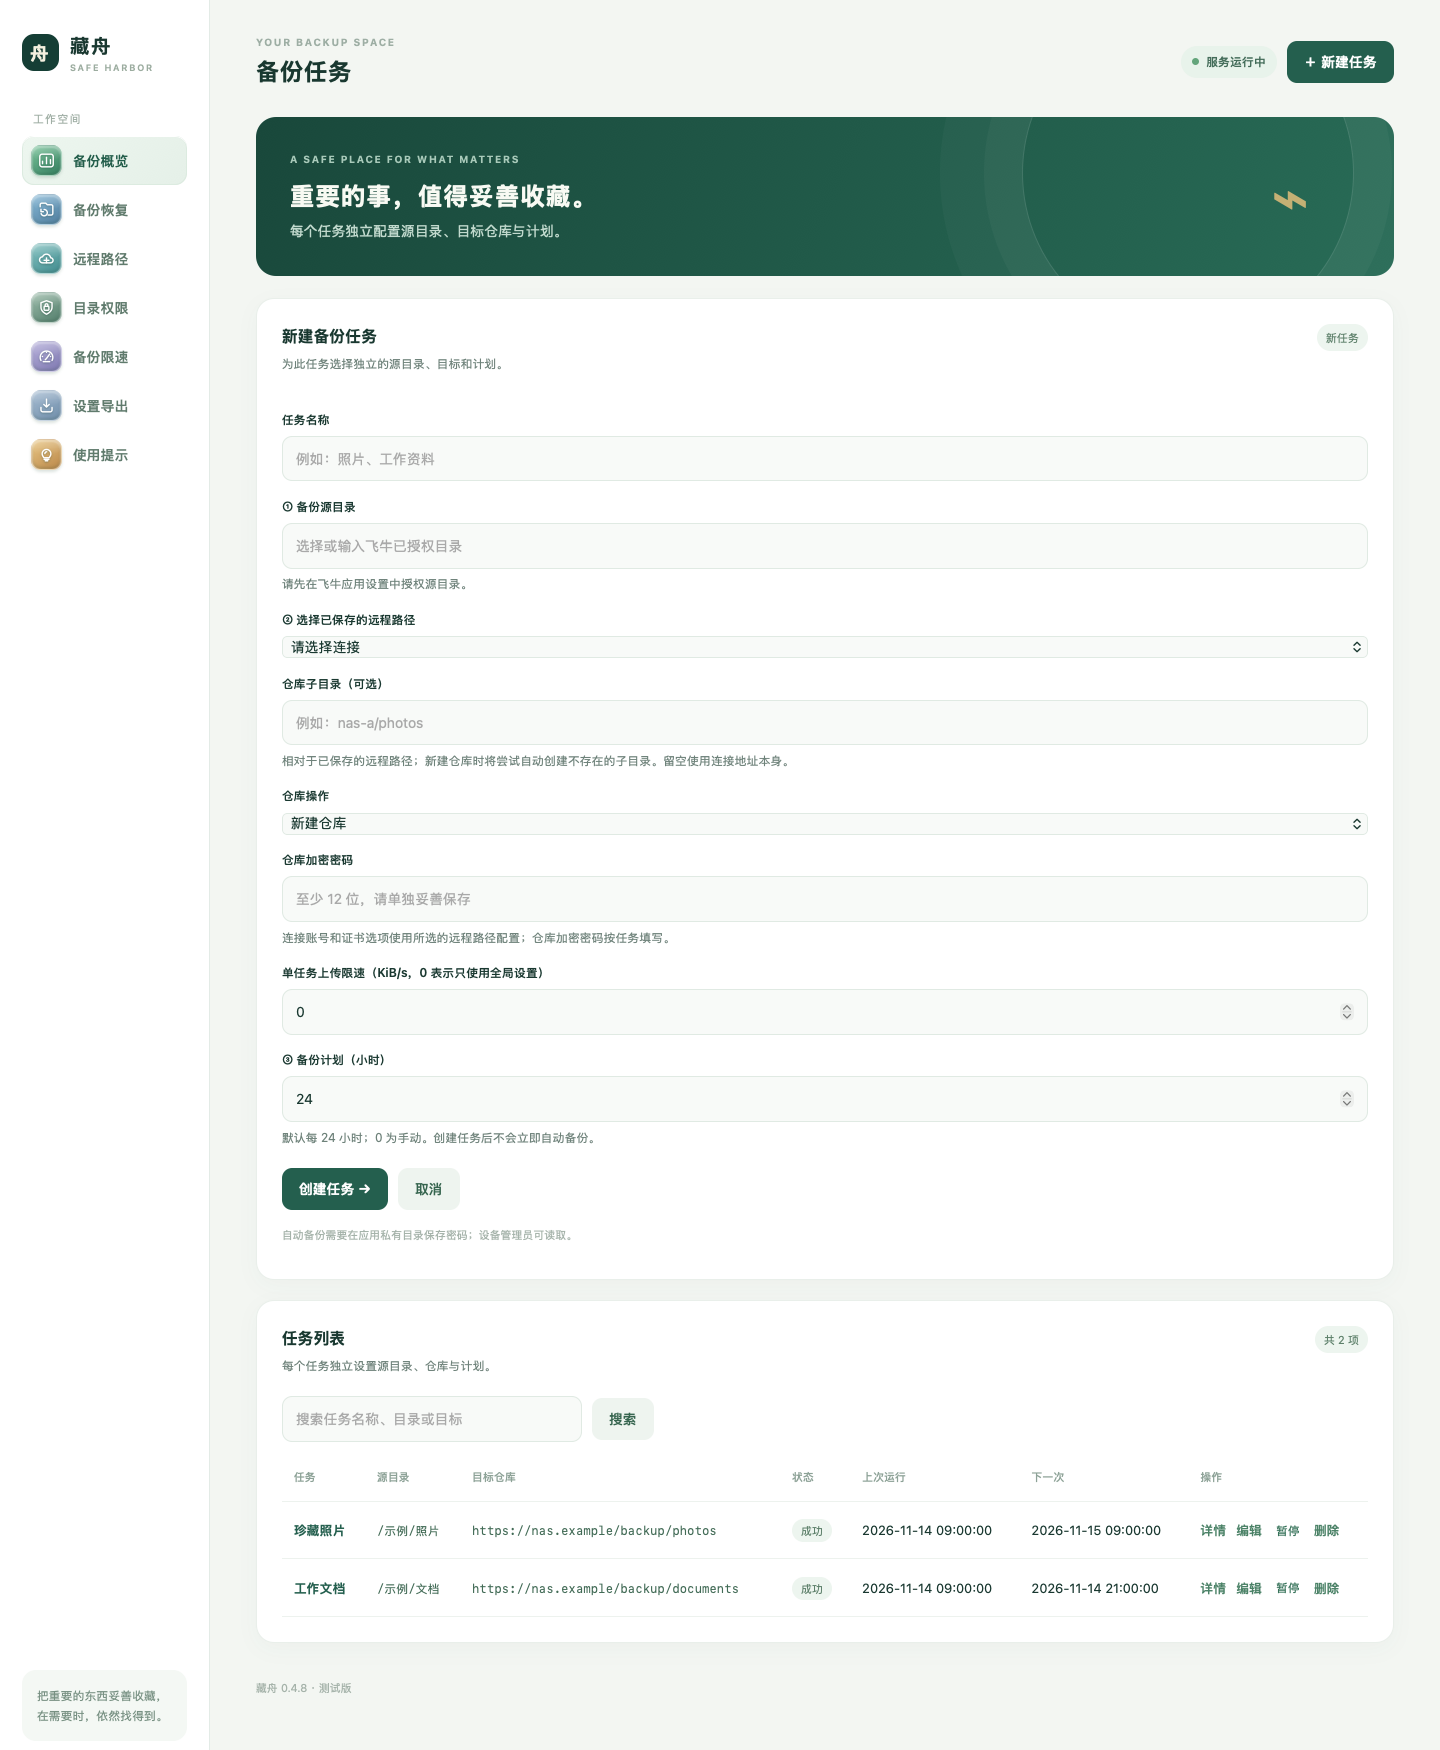 舟 藏舟
SAFE HARBOR
工作空间
备份概览
备份恢复
远程路径
目录权限
备份限速
设置导出
使用提示
把重要的东西妥善收藏，
在需要时，依然找得到。
YOUR BACKUP SPACE
备份任务
服务运行中
+ 新建任务
A SAFE PLACE FOR WHAT MATTERS
重要的事，值得妥善收藏。
每个任务独立配置源目录、目标仓库与计划。
新建备份任务
新任务
为此任务选择独立的源目录、目标和计划。
任务名称
例如：照片、工作资料
① 备份源目录
选择或输入飞牛已授权目录
请先在飞牛应用设置中授权源目录。
② 选择已保存的远程路径
请选择连接
仓库子目录（可选）
例如：nas-a/photos
相对于已保存的远程路径；新建仓库时将尝试自动创建不存在的子目录。留空使用连接地址本身。
仓库操作
新建仓库
仓库加密密码
至少 12 位，请单独妥善保存
连接账号和证书选项使用所选的远程路径配置；仓库加密密码按任务填写。
单任务上传限速（KiB/s，0 表示只使用全局设置）
0
③ 备份计划（小时）
24
默认每 24 小时；0 为手动。创建任务后不会立即自动备份。
创建任务 →
取消
自动备份需要在应用私有目录保存密码；设备管理员可读取。
任务列表
共 2 项
每个任务独立设置源目录、仓库与计划。
搜索任务名称、目录或目标
搜索
任务 源目录 目标仓库 状态 上次运行 下一次 操作
珍藏照片 /示例/照片 https://nas.example/backup/photos 成功 2026-11-14 09:00:00 2026-11-15 09:00:00 详情 编辑 暂停 删除
工作文档 /示例/文档 https://nas.example/backup/documents 成功 2026-11-14 09:00:00 2026-11-14 21:00:00 详情 编辑 暂停 删除
藏舟 0.4.8 · 测试版